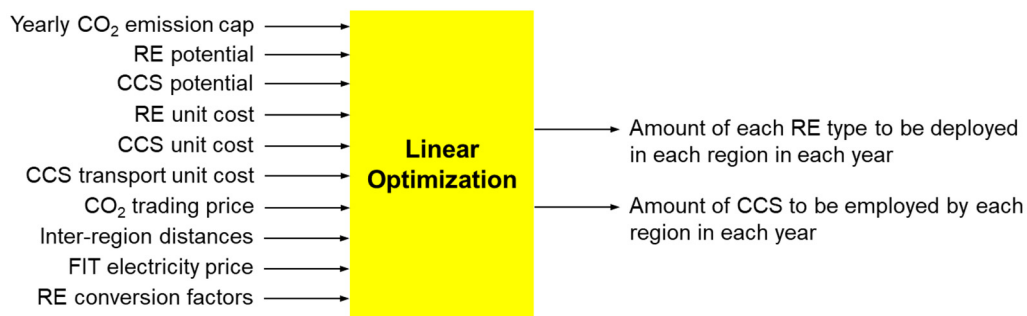 Yearly CO₂ emission cap
RE potential
CCS potential
RE unit cost
CCS unit cost
CCS transport unit cost
CO₂ trading price
Inter-region distances
FIT electricity price
RE conversion factors
Linear
Optimization
Amount of each RE type to be deployed
in each region in each year
Amount of CCS to be employed by each
region in each year